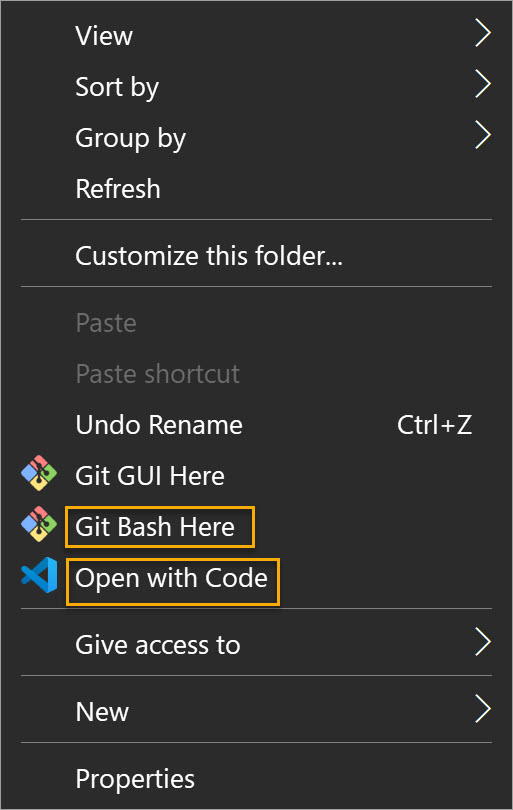 View
Sort by
Group by
Refresh
Customize this folder...
Paste
Paste shortcut
Undo Rename Ctrl+Z
Git GUI Here
Git Bash Here
Open with Code
Give access to
New
Properties